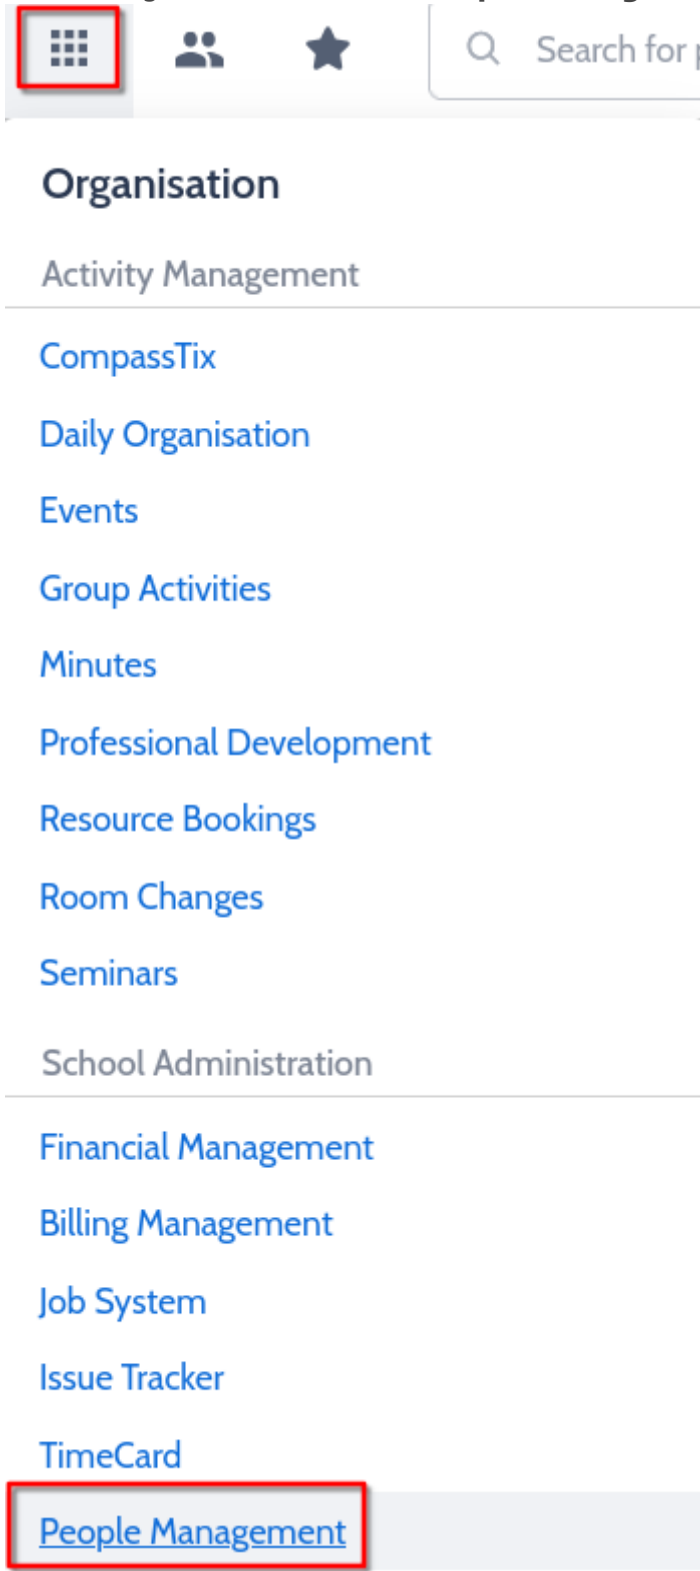 Search for
Organisation
Activity Management
CompassTix
Daily Organisation
Events
Group Activities
Minutes
Professional Development
Resource Bookings
Room Changes
Seminars
School Administration
Financial Management
Billing Management
Job System
Issue Tracker
TimeCard
People Management